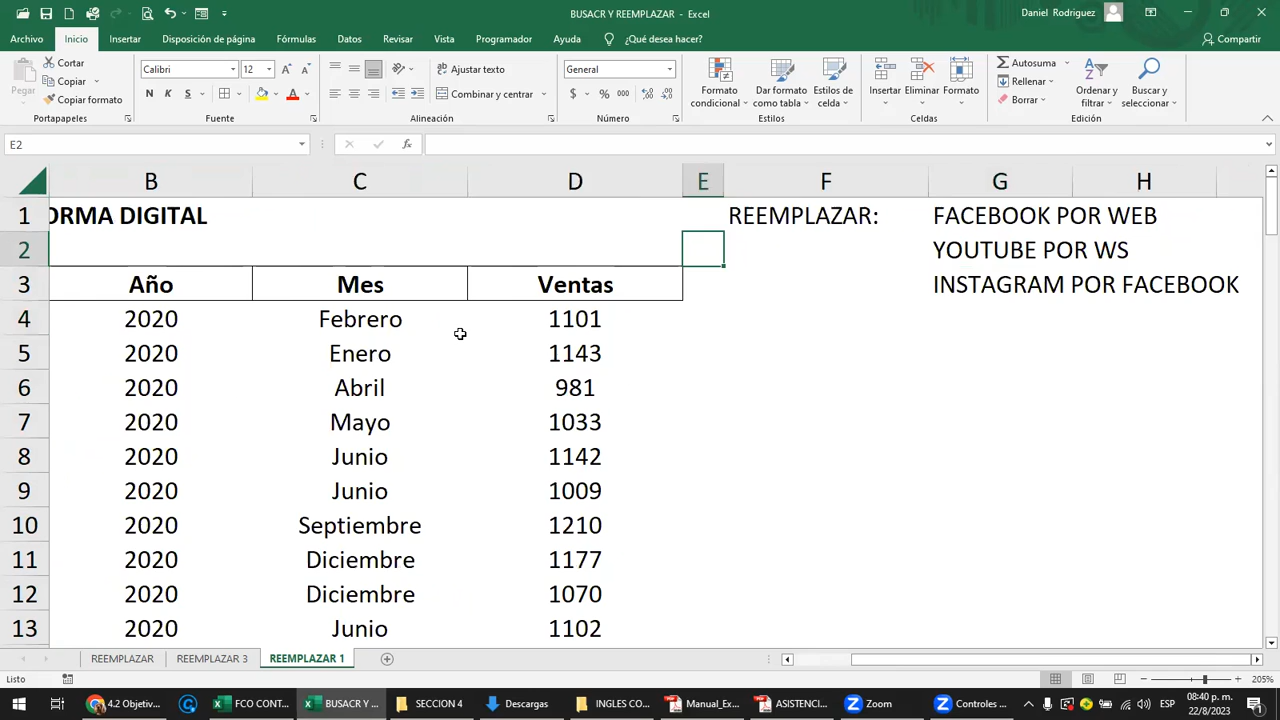 BUSACR Y REEMPLAZAR - Excel
Daniel Rodriguez
Archivo Inicio Insertar Disposición de página Fórmulas Datos Revisar Vista Programador Ayuda ¿Qué desea hacer? Compartir
Pegar
Cortar
Copiar
Copiar formato
Portapapeles
Calibri 12
N K S
Fuente
Ajustar texto
Combinar y centrar
Alineación
General
$ % 000
Número
Formato condicional
Dar formato como tabla
Estilos de celda
Estilos
Insertar
Eliminar
Formato
Celdas
Autosuma
Rellenar
Borrar
Ordenar y filtrar
Buscar y seleccionar
Edición
E2
fx
B C D E F G H
1 ORMA DIGITAL REEMPLAZAR: FACEBOOK POR WEB
2 YOUTUBE POR WS
3 Año Mes Ventas INSTAGRAM POR FACEBOOK
4 2020 Febrero 1101
5 2020 Enero 1143
6 2020 Abril 981
7 2020 Mayo 1033
8 2020 Junio 1142
9 2020 Junio 1009
10 2020 Septiembre 1210
11 2020 Diciembre 1177
12 2020 Diciembre 1070
13 2020 Junio 1102
REEMPLAZAR REEMPLAZAR 3 REEMPLAZAR 1
Listo
205%
4.2 Objetiv... FCO CONT... BUSACR Y ... SECCION 4 Descargas INGLES CO... Manual_Ex... ASISTENCI... Zoom Controles ...
ESP
08:40 p. m.
22/8/2023